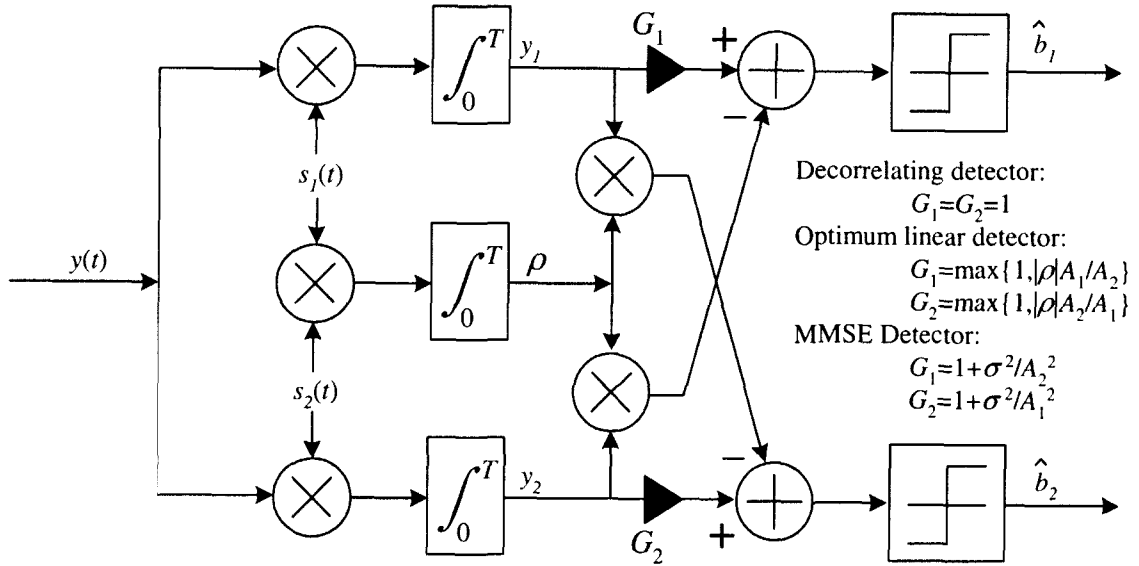 G₁
+
b̂₁
∫₀ᵀ
y₁
−
s₁(t)
Decorrelating detector:
G₁=G₂=1
Optimum linear detector:
G₁=max{1,|ρ|A₁/A₂}
G₂=max{1,|ρ|A₂/A₁}
MMSE Detector:
G₁=1+σ²/A₂²
G₂=1+σ²/A₁²
y(t)
∫₀ᵀ
ρ
s₂(t)
∫₀ᵀ
y₂
−
+
G₂
b̂₂